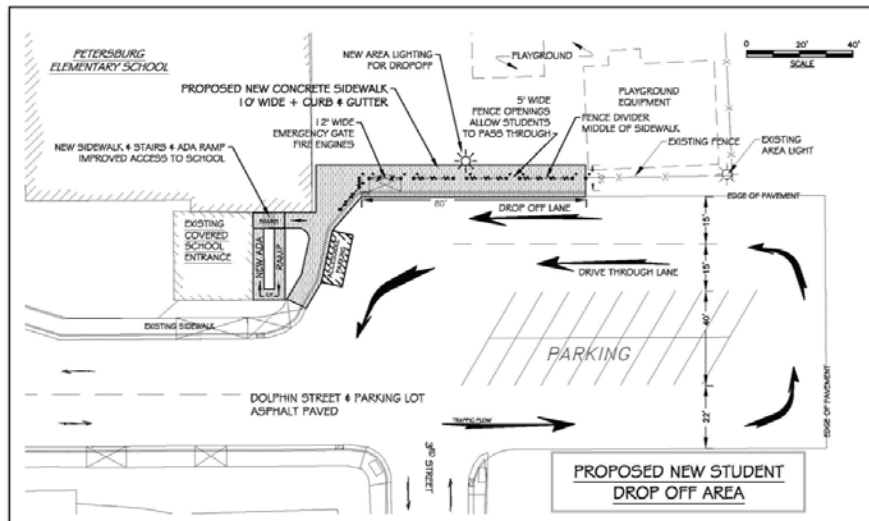 PETERSBURG
ELEMENTARY SCHOOL
NEW AREA LIGHTING
FOR DROPOFF
PLAYGROUND
0 20' 40'
SCALE
PROPOSED NEW CONCRETE SIDEWALK
10' WIDE + CURB & GUTTER
5' WIDE
FENCE OPENINGS
ALLOW STUDENTS
TO PASS THROUGH
PLAYGROUND
EQUIPMENT
12' WIDE
EMERGENCY GATE
FIRE ENGINES
FENCE DIVIDER
MIDDLE OF SIDEWALK
NEW SIDEWALK & STAIRS & ADA RAMP
IMPROVED ACCESS TO SCHOOL
EXISTING FENCE
EXISTING
AREA LIGHT
80'
EDGE OF PAVEMENT
DROP OFF LANE
15'
EXISTING
COVERED
SCHOOL
ENTRANCE
NEW ADA
RAMP
UP
PARKING
DRIVE THROUGH LANE
15'
40'
EXISTING SIDEWALK
PARKING
DOLPHIN STREET & PARKING LOT
ASPHALT PAVED
TRAFFIC FLOW
22'
EDGE OF PAVEMENT
3RD STREET
PROPOSED NEW STUDENT
DROP OFF AREA